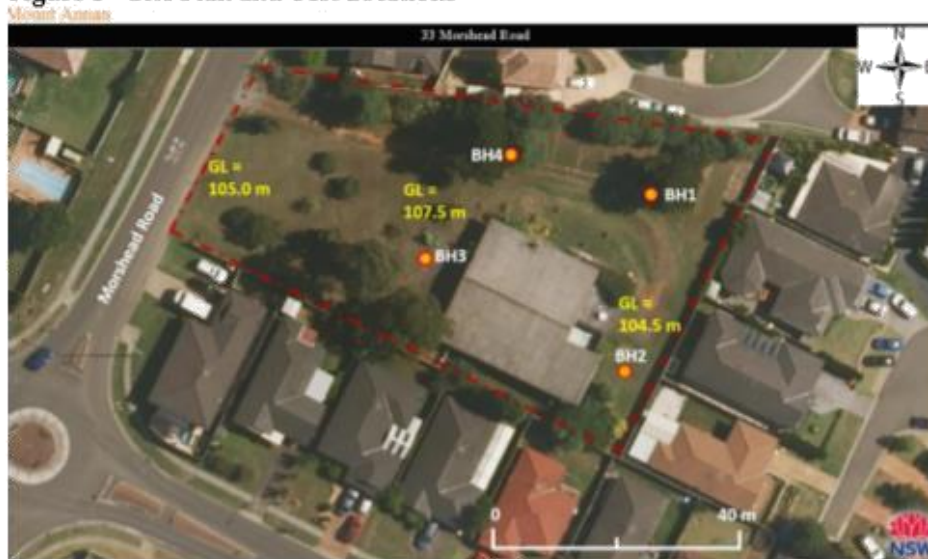 Mount Annan
33 Morshead Road
N
W E
S
BH4
GL =
105.0 m
BH1
GL =
107.5 m
Morshead Road
BH3
GL =
104.5 m
BH2
0 40 m
NSW